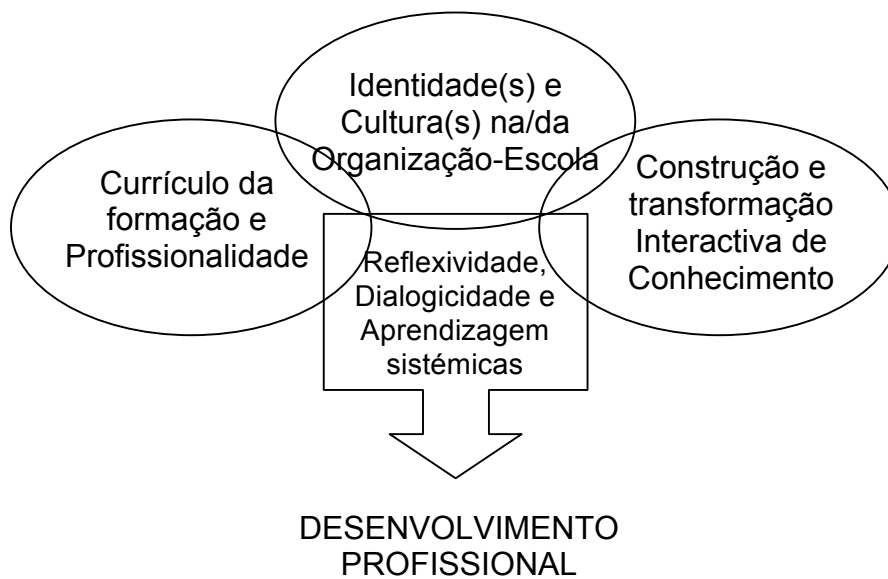 Identidade(s) e
Cultura(s) na/da
Organização-Escola
Currículo da
formação e
Profissionalidade
Construção e
transformação
Interactiva de
Conhecimento
Reflexividade,
Dialogicidade e
Aprendizagem
sistémicas
DESENVOLVIMENTO
PROFISSIONAL